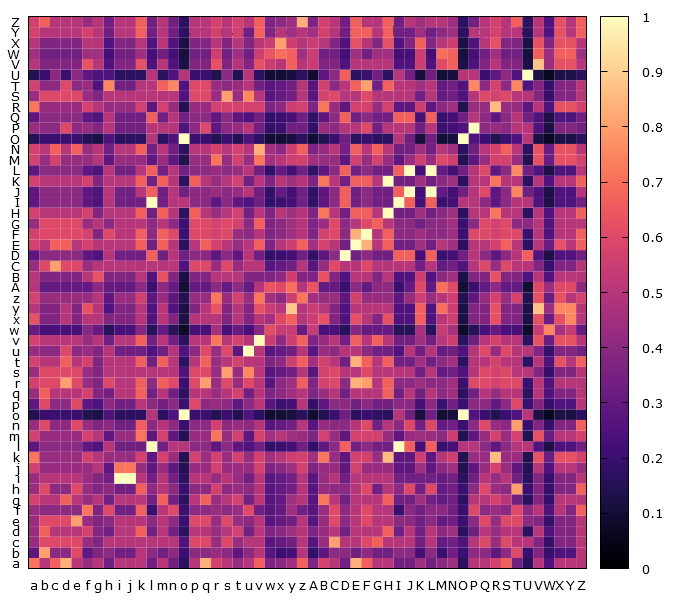 Z
Y
X
W
V
U
T
S
R
Q
P
O
N
M
L
K
J
I
H
G
F
E
D
C
B
A
z
y
x
w
v
u
t
s
r
q
p
o
n
m
l
k
j
i
h
g
f
e
d
c
b
a
a b c d e f g h i j k l m n o p q r s t u v w x y z A B C D E F G H I J K L M N O P Q R S T U V W X Y Z
1
0.9
0.8
0.7
0.6
0.5
0.4
0.3
0.2
0.1
0